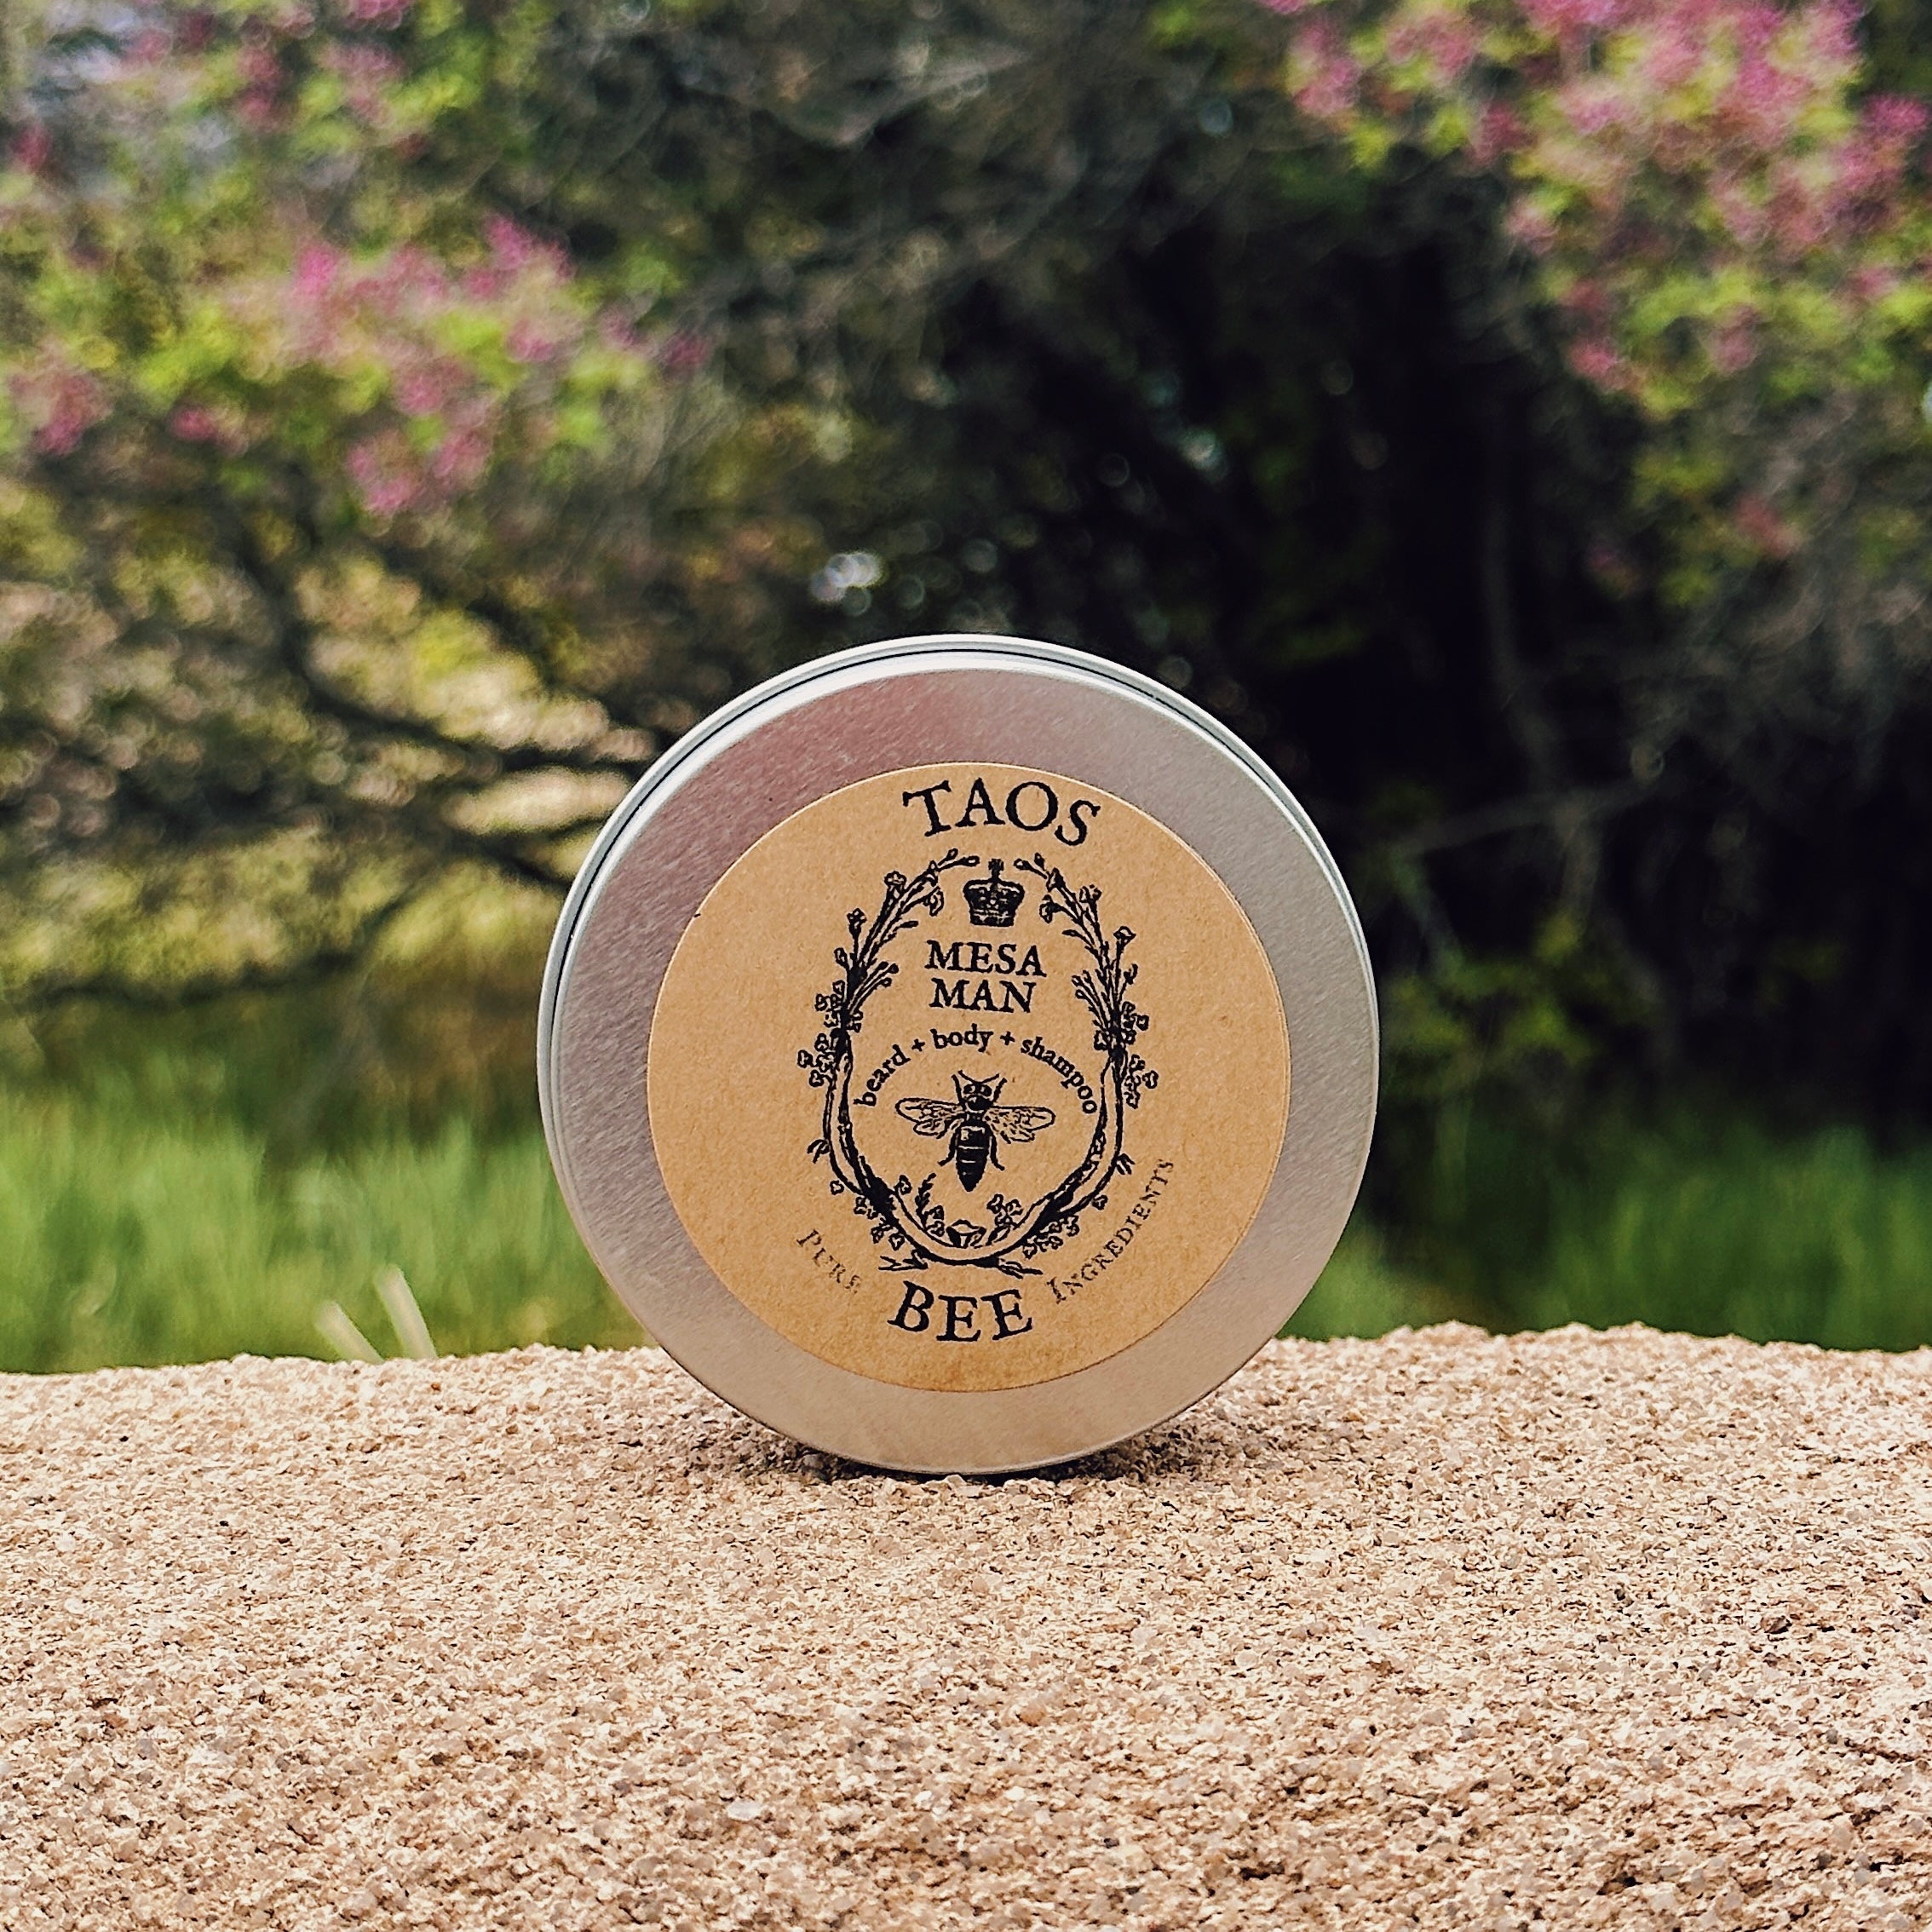 TAOS
MESA
MAN
beard + body + shampoo
PURE INGREDIENTS
BEE